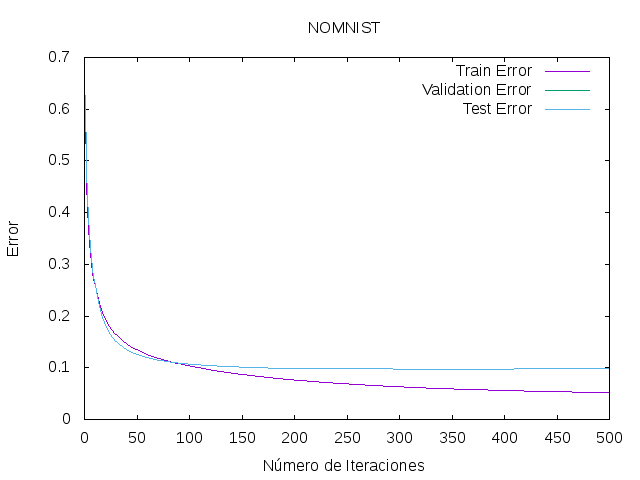 NOMNIST
0.7
0.6
0.5
0.4
0.3
0.2
0.1
0
Error
Train Error
Validation Error
Test Error
0 50 100 150 200 250 300 350 400 450 500
Número de Iteraciones